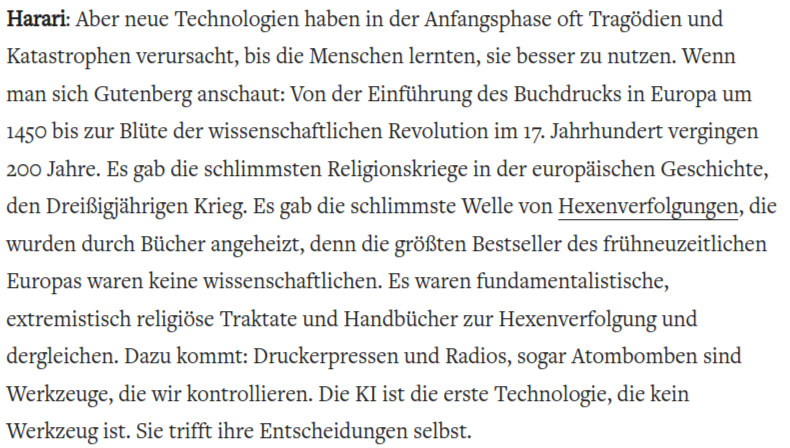 Harari: Aber neue Technologien haben in der Anfangsphase oft Tragödien und
Katastrophen verursacht, bis die Menschen lernten, sie besser zu nutzen. Wenn
man sich Gutenberg anschaut: Von der Einführung des Buchdrucks in Europa um
1450 bis zur Blüte der wissenschaftlichen Revolution im 17. Jahrhundert vergingen
200 Jahre. Es gab die schlimmsten Religionskriege in der europäischen Geschichte,
den Dreißigjährigen Krieg. Es gab die schlimmste Welle von Hexenverfolgungen, die
wurden durch Bücher angeheizt, denn die größten Bestseller des frühneuzeitlichen
Europas waren keine wissenschaftlichen. Es waren fundamentalistische,
extremistisch religiöse Traktate und Handbücher zur Hexenverfolgung und
dergleichen. Dazu kommt: Druckerpressen und Radios, sogar Atombomben sind
Werkzeuge, die wir kontrollieren. Die KI ist die erste Technologie, die kein
Werkzeug ist. Sie trifft ihre Entscheidungen selbst.